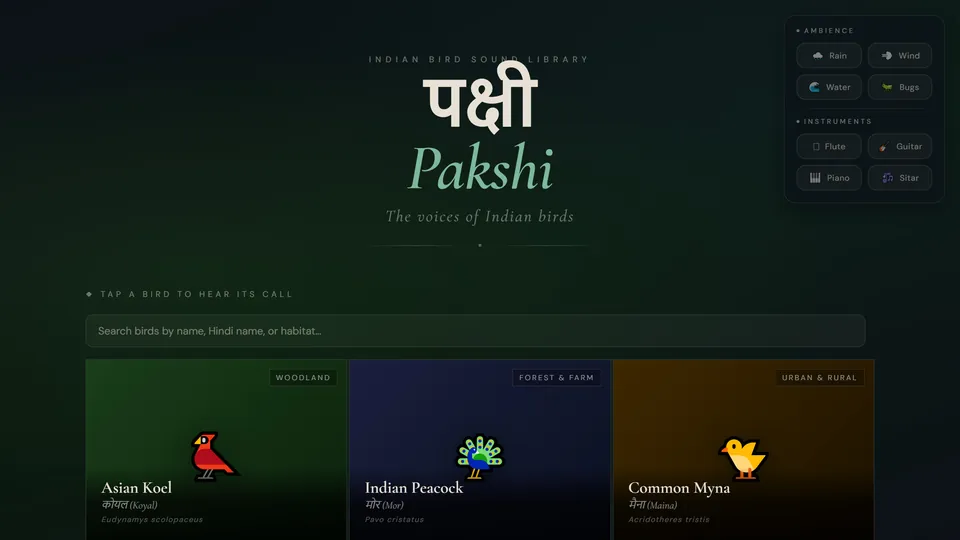 INDIAN BIRD SOUND LIBRARY
पक्षी
Pakshi
The voices of Indian birds
AMBIENCE
Rain
Wind
Water
Bugs
INSTRUMENTS
Flute
Guitar
Piano
Sitar
TAP A BIRD TO HEAR ITS CALL
Search birds by name, Hindi name, or habitat...
WOODLAND
Asian Koel
कोयल (Koyal)
Eudynamys scolopaceus
FOREST & FARM
Indian Peacock
मोर (Mor)
Pavo cristatus
URBAN & RURAL
Common Myna
मैना (Maina)
Acridotheres tristis